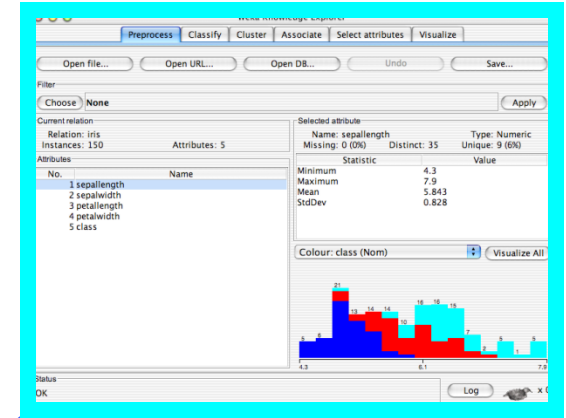 Weka Knowledge Explorer
Preprocess Classify Cluster Associate Select attributes Visualize
Open file... Open URL... Open DB... Undo Save...
Filter
Choose None Apply
Current relation
Relation: iris
Instances: 150 Attributes: 5
Selected attribute
Name: sepallength Type: Numeric
Missing: 0 (0%) Distinct: 35 Unique: 9 (6%)
Attributes
No. Name
1 sepallength
2 sepalwidth
3 petallength
4 petalwidth
5 class
Statistic Value
Minimum 4.3
Maximum 7.9
Mean 5.843
StdDev 0.828
Colour: class (Nom) Visualize All
5 6 21 13 14 14 10 16 16 15 7 2 5 1 5
4.3 6.1 7.9
Status
OK
Log x 0